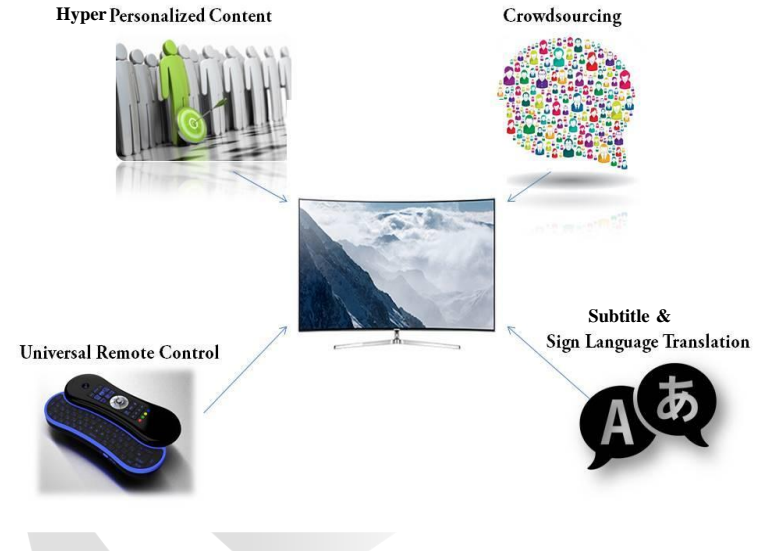 Hyper Personalized Content
Crowdsourcing
Subtitle &
Sign Language Translation
Universal Remote Control
A あ